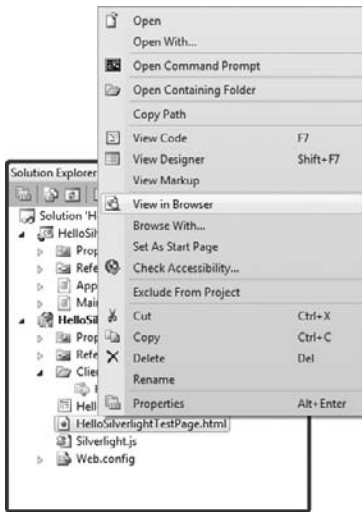 Open
Open With...
Open Command Prompt
Open Containing Folder
Copy Path
View Code F7
View Designer Shift+F7
View Markup
View in Browser
Browse With...
Set As Start Page
Check Accessibility...
Exclude From Project
Cut Ctrl+X
Copy Ctrl+C
Delete Del
Rename
Properties Alt+Enter
Solution Explorer
Solution 'H
HelloSil
Prop
Refe
App
Mai
HelloSil
Prop
Refe
Clie
Hell
HelloSilverlightTestPage.html
Silverlight.js
Web.config